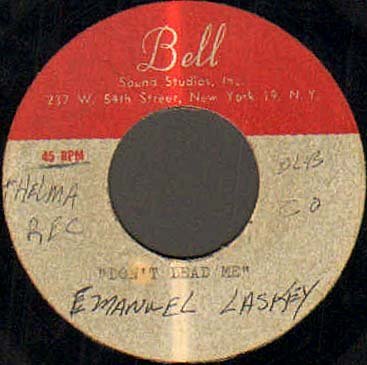 Bell
Sound Studios, Inc.
237 W. 54th Street, New York 19, N.Y.
45 RPM
THELMA
REC
"DON'T LEAD ME"
EMANUEL LASKEY